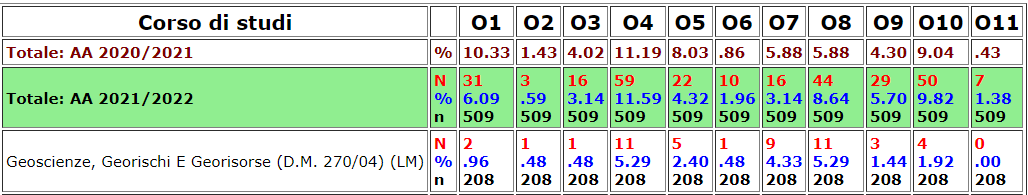 Corso di studi O1 O2 O3 O4 O5 O6 O7 O8 O9 O10 O11
Totale: AA 2020/2021 % 10.33 1.43 4.02 11.19 8.03 .86 5.88 5.88 4.30 9.04 .43
N 31 3 16 59 22 10 16 44 29 50 7
Totale: AA 2021/2022 % 6.09 .59 3.14 11.59 4.32 1.96 3.14 8.64 5.70 9.82 1.38
n 509 509 509 509 509 509 509 509 509 509 509
N 2 1 1 11 5 1 9 11 3 4 0
Geoscienze, Georischi E Georisorse (D.M. 270/04) (LM) % .96 .48 .48 5.29 2.40 .48 4.33 5.29 1.44 1.92 .00
n 208 208 208 208 208 208 208 208 208 208 208